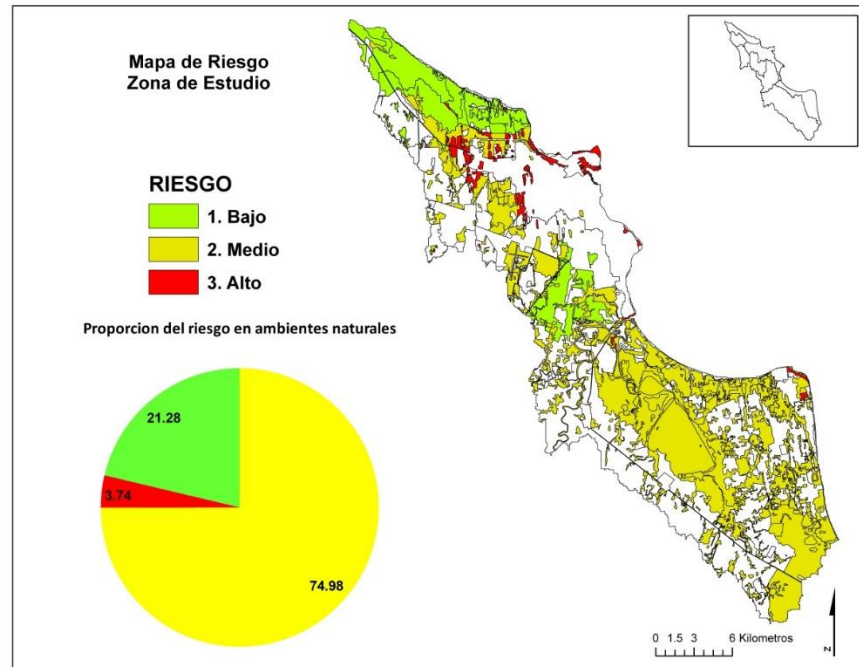 Mapa de Riesgo
Zona de Estudio
RIESGO
1. Bajo
2. Medio
3. Alto
Proporcion del riesgo en ambientes naturales
21.28
3.74
74.98
0 1.5 3 6 Kilometros
N